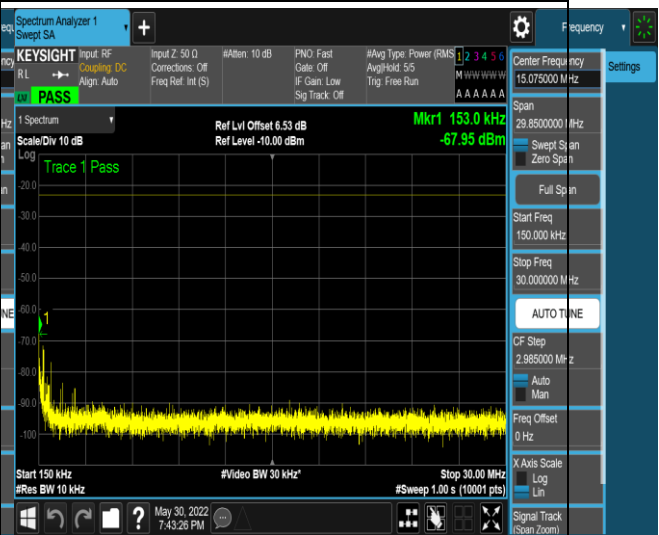 Spectrum Analyzer 1
Swept SA
Frequency
KEYSIGHT
RL
LXI
PASS
Input: RF
Coupling: DC
Align: Auto
Input Z: 50 Ω
Corrections: Off
Freq Ref: Int (S)
#Atten: 10 dB
PNO: Fast
Gate: Off
IF Gain: Low
Sig Track: Off
#Avg Type: Power (RMS
Avg|Hold: 5/5
Trig: Free Run
1 2 3 4 5 6
M W W W W W
A A A A A A
1 Spectrum
Scale/Div 10 dB
Ref Lvl Offset 6.53 dB
Ref Level -10.00 dBm
Mkr1 153.0 kHz
-67.95 dBm
Log
Trace 1 Pass
-20.0
-30.0
-40.0
-50.0
-60.0
1
-70.0
-80.0
-90.0
-100
Start 150 kHz
#Res BW 10 kHz
#Video BW 30 kHz*
Stop 30.00 MHz
#Sweep 1.00 s (10001 pts)
May 30, 2022
7:43:26 PM
Center Frequency
15.075000 MHz
Settings
Span
29.8500000 MHz
Swept Span
Zero Span
Full Span
Start Freq
150.000 kHz
Stop Freq
30.000000 MHz
AUTO TUNE
CF Step
2.985000 MHz
Auto
Man
Freq Offset
0 Hz
X Axis Scale
Log
Lin
Signal Track
(Span Zoom)